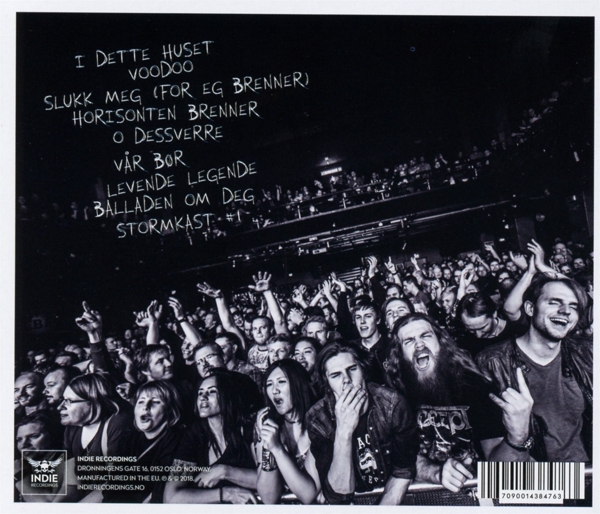 I DETTE HUSET
VOODOO
SLUKK MEG (FOR EG BRENNER)
HORISONTEN BRENNER
O DESSVERRE
VÅR BØR
LEVENDE LEGENDE
BALLADEN OM DEG
STORMKAST #1
INDIE RECORDINGS
DRONNINGENS GATE 16, 0152 OSLO, NORWAY.
MANUFACTURED IN THE EU. ℗ & © 2018
INDIERECORDINGS.NO
INDIE
RECORDINGS
7090014384763